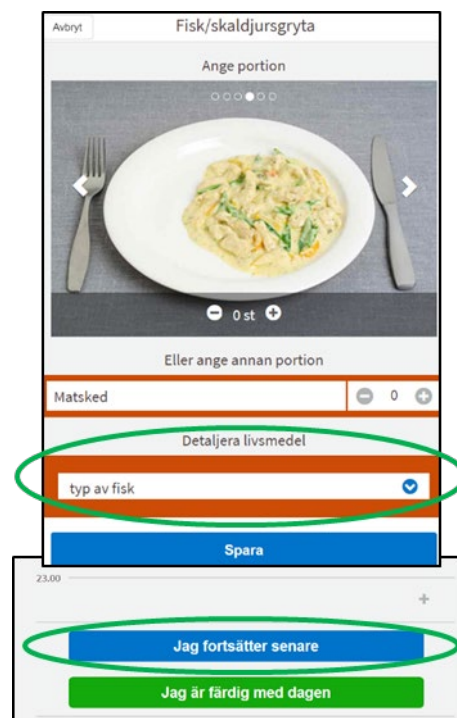 Avbryt Fisk/skaldjursgryta
Ange portion
0 st
Eller ange annan portion
Matsked 0
Detaljera livsmedel
typ av fisk
Spara
23.00
Jag fortsätter senare
Jag är färdig med dagen